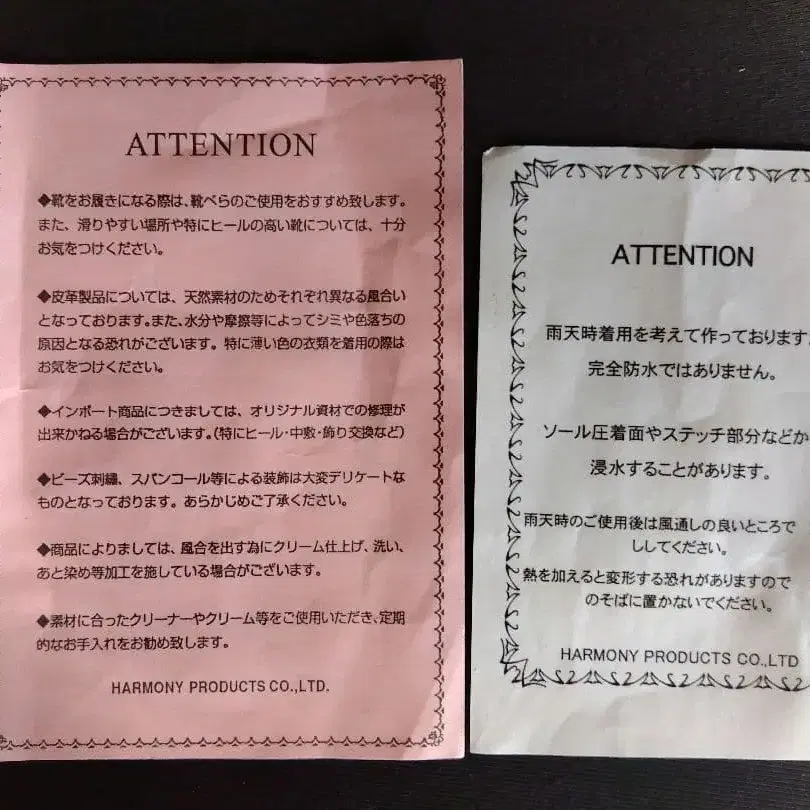 ATTENTION
◆靴をお履きになる際は、靴べらのご使用をおすすめ致します。
また、滑りやすい場所や特にヒールの高い靴については、十分
お気をつけください。
◆皮革製品については、天然素材のためそれぞれ異なる風合い
となっております。また、水分や摩擦等によってシミや色落ちの
原因となる恐れがございます。特に薄い色の衣類を着用の際は
お気をつけください。
◆インポート商品につきましては、オリジナル資材での修理が
出来かねる場合がございます。(特にヒール・中敷・飾り交換など)
◆ビーズ刺繍、スパンコール等による装飾は大変デリケートな
ものとなっております。あらかじめご了承ください。
◆商品によりましては、風合を出す為にクリーム仕上げ、洗い、
あと染め等加工を施している場合がございます。
◆素材に合ったクリーナーやクリーム等をご使用いただき、定期
的なお手入れをお勧め致します。
HARMONY PRODUCTS CO.,LTD.
ATTENTION
雨天時着用を考えて作っております
完全防水ではありません。
ソール圧着面やステッチ部分などか
浸水することがあります。
雨天時のご使用後は風通しの良いところで
ししてください。
熱を加えると変形する恐れがありますので
のそばに置かないでください。
HARMONY PRODUCTS CO.,LTD